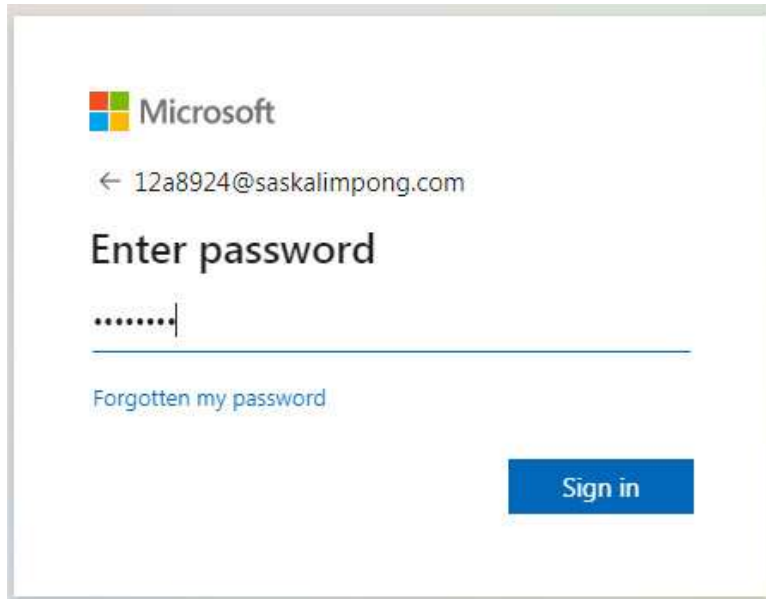 Microsoft
← 12a8924@saskalimpong.com
Enter password
••••••••
Forgotten my password
Sign in